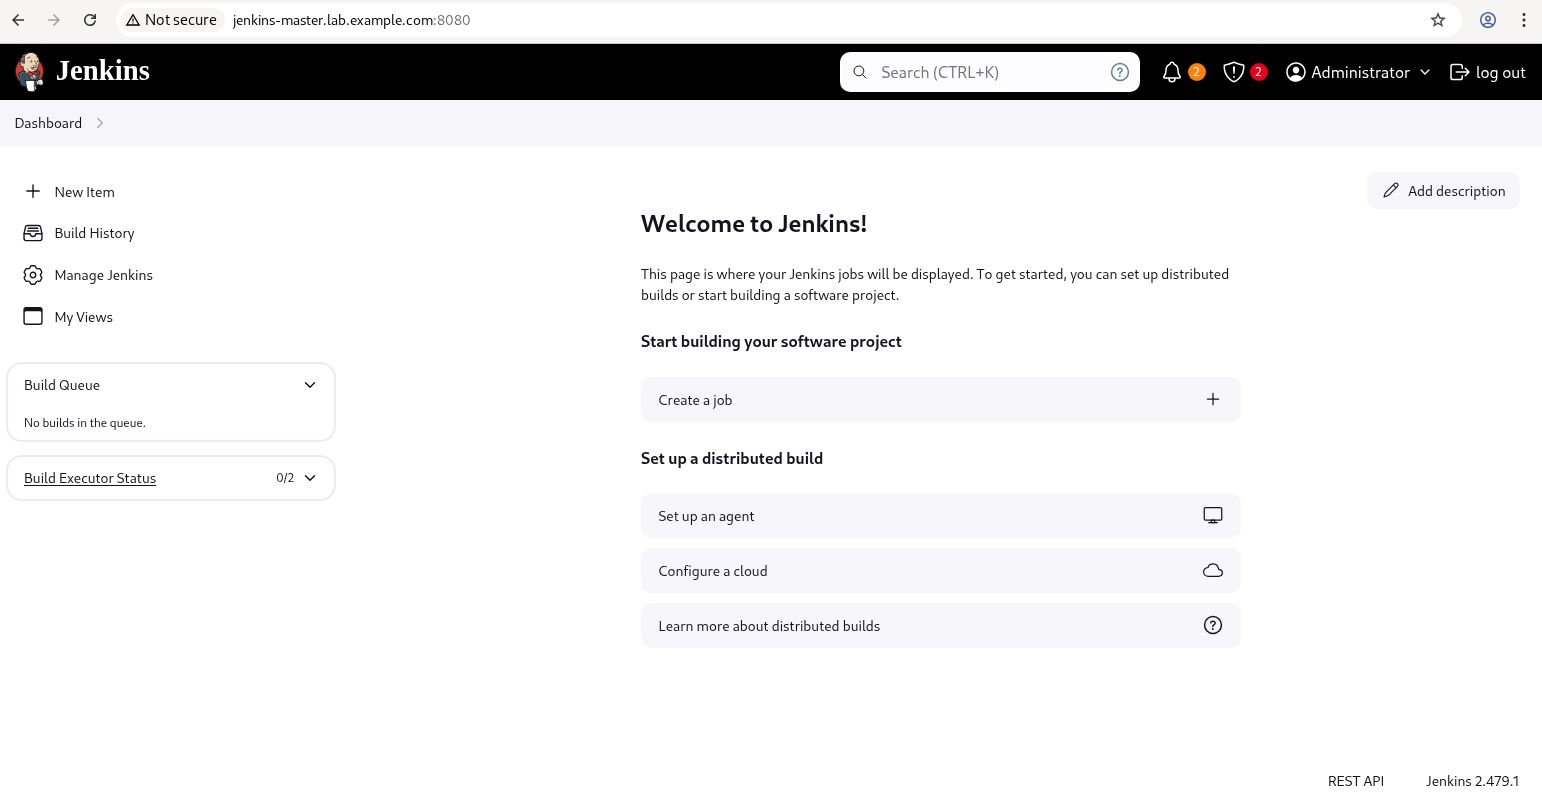 Not secure jenkins-master.lab.example.com:8080
Jenkins Search (CTRL+K) 2 2 Administrator log out
Dashboard
New Item
Build History
Manage Jenkins
My Views
Build Queue
No builds in the queue.
Build Executor Status 0/2
Add description
Welcome to Jenkins!
This page is where your Jenkins jobs will be displayed. To get started, you can set up distributed
builds or start building a software project.
Start building your software project
Create a job
Set up a distributed build
Set up an agent
Configure a cloud
Learn more about distributed builds
REST API Jenkins 2.479.1